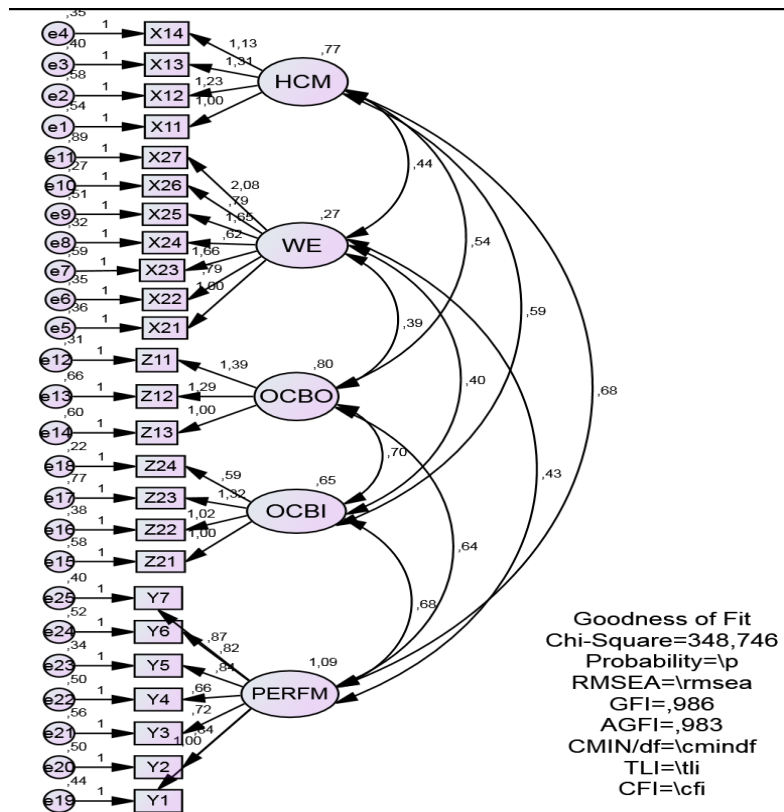 ,35
e4 1 X14
,40
1,13
,77
e3 1 X13
1,31
HCM
,58
e2 1 X12
1,23
,54
1,00
e1 1 X11
,89
e11 1 X27
,27
,44
e10 1 X26
2,08
,51
,79
e9 1 X25
1,65
,27
,32
e8 1 X24
,62
WE
,54
,59
e7 1 X23
1,66
,35
,79
e6 1 X22
1,00
,36
e5 1 X21
,59
,31
,39
e12 1 Z11
1,39
,80
,40
,66
e13 1 Z12
1,29
OCBO
,68
,60
e14 1 Z13
1,00
,22
e18 1 Z24
,59
,70
,77
e17 1 Z23
1,32
,65
,43
,38
e16 1 Z22
1,02
OCBI
,58
1,00
e15 1 Z21
,64
,40
e25 1 Y7
,68
,52
e24 1 Y6
,87
,34
,82
e23 1 Y5
,84
1,09
,50
e22 1 Y4
,66
PERFM
,56
,72
e21 1 Y3
,50
1,00
e20 1 Y2
,44
e19 1 Y1
Goodness of Fit
Chi-Square=348,746
Probability=\p
RMSEA=\rmsea
GFI=,986
AGFI=,983
CMIN/df=\cmindf
TLI=\tli
CFI=\cfi